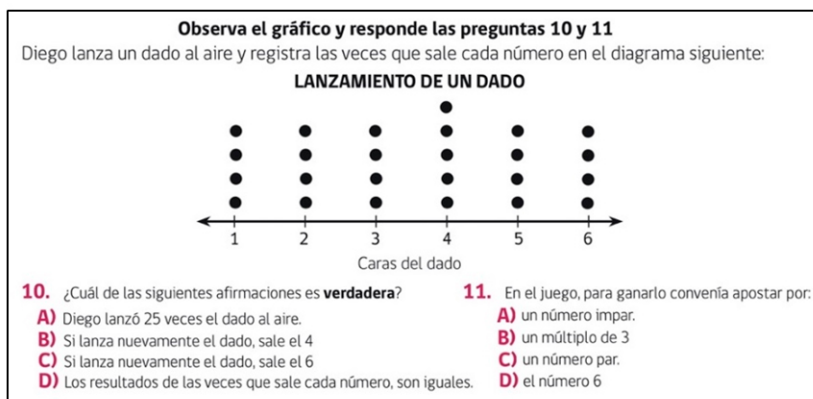 Observa el gráfico y responde las preguntas 10 y 11
Diego lanza un dado al aire y registra las veces que sale cada número en el diagrama siguiente:
LANZAMIENTO DE UN DADO
1 2 3 4 5 6
Caras del dado
10. ¿Cuál de las siguientes afirmaciones es verdadera?
A) Diego lanzó 25 veces el dado al aire.
B) Si lanza nuevamente el dado, sale el 4
C) Si lanza nuevamente el dado, sale el 6
D) Los resultados de las veces que sale cada número, son iguales.
11. En el juego, para ganarlo convenía apostar por:
A) un número impar.
B) un múltiplo de 3
C) un número par.
D) el número 6